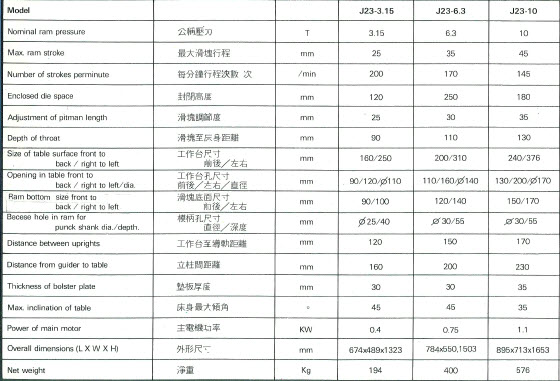 Model J23-3.15 J23-6.3 J23-10
Nominal ram pressure 公稱壓力 T 3.15 6.3 10
Max. ram stroke 最大滑塊行程 mm 25 35 45
Number of strokes perminute 每分鐘行程次數 次 /min 200 170 145
Enclosed die space 封閉高度 mm 120 250 180
Adjustment of pitman length 滑塊調節度 mm 25 30 35
Depth of throat 滑塊至床身距離 mm 90 110 130
Size of table surface front to 工作台尺寸
back / right to left 前後／左右 mm 160/250 200/310 240/376
Opening in table front to 工作台孔尺寸
back / right to left/dia. 前後／左右／直徑 mm 90/120/Ø110 110/160/Ø140 130/200/Ø170
Ram bottom size front to 滑塊底面尺寸
back / right to left 前後／左右 mm 90/100 120/140 150/170
Becese hole in ram for 模柄孔尺寸
punck shank dia./depth. 直徑／深度 mm Ø25/40 Ø30/55 Ø30/55
Distance between uprights 工作台至導軌距離 mm 120 150 170
Distance from guider to table 立柱間距離 mm 160 200 230
Thickness of bolster plate 墊板厚度 mm 30 30 35
Max. inclination of table 床身最大傾角 ° 45 45 35
Power of main motor 主電機功率 KW 0.4 0.75 1.1
Overall dimensions (L X W X H) 外形尺寸 mm 674x489x1323 784x550,1503 895x713x1653
Net weight 淨重 Kg 194 400 576